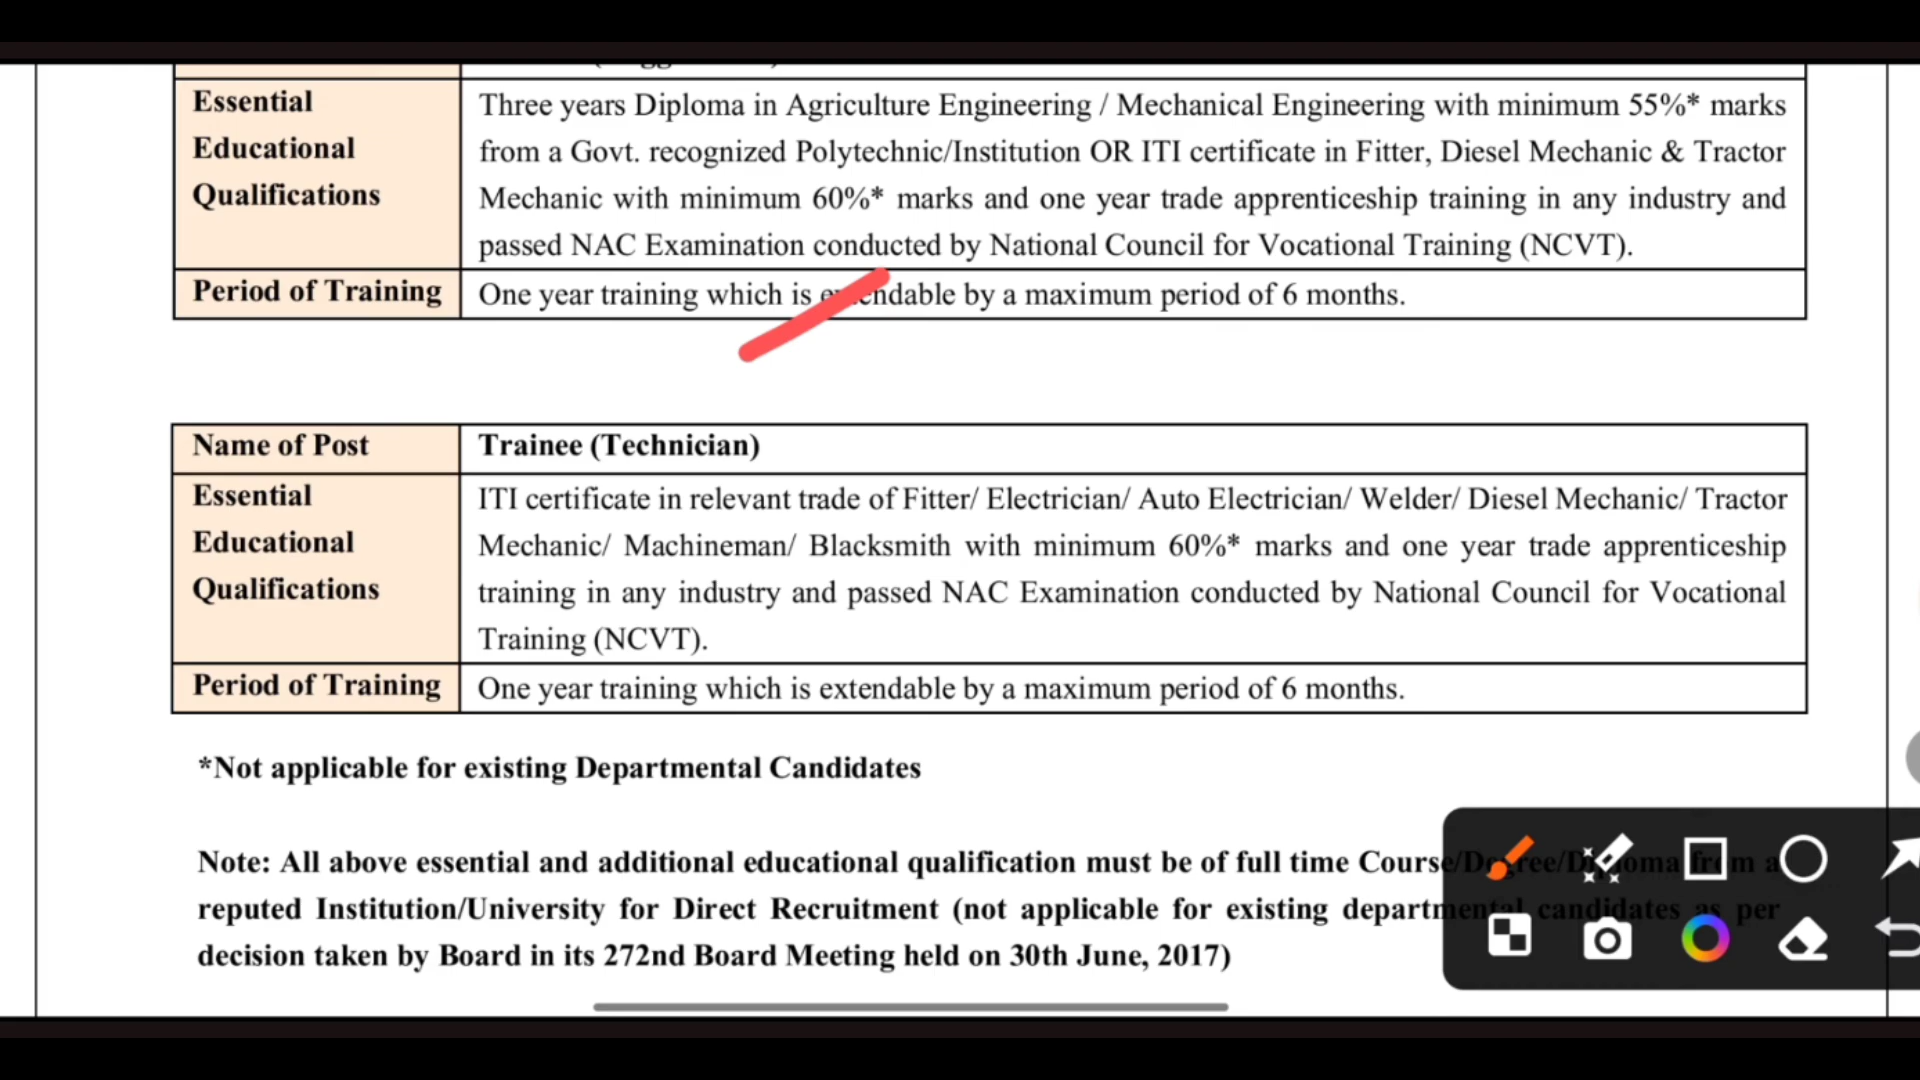 Essential
Educational
Qualifications
Three years Diploma in Agriculture Engineering / Mechanical Engineering with minimum 55%* marks
from a Govt. recognized Polytechnic/Institution OR ITI certificate in Fitter, Diesel Mechanic & Tractor
Mechanic with minimum 60%* marks and one year trade apprenticeship training in any industry and
passed NAC Examination conducted by National Council for Vocational Training (NCVT).
Period of Training
One year training which is extendable by a maximum period of 6 months.
Name of Post
Trainee (Technician)
Essential
Educational
Qualifications
ITI certificate in relevant trade of Fitter/ Electrician/ Auto Electrician/ Welder/ Diesel Mechanic/ Tractor
Mechanic/ Machineman/ Blacksmith with minimum 60%* marks and one year trade apprenticeship
training in any industry and passed NAC Examination conducted by National Council for Vocational
Training (NCVT).
Period of Training
One year training which is extendable by a maximum period of 6 months.
*Not applicable for existing Departmental Candidates
Note: All above essential and additional educational qualification must be of full time Course/Degree/Diploma from a
reputed Institution/University for Direct Recruitment (not applicable for existing departmental candidates as per
decision taken by Board in its 272nd Board Meeting held on 30th June, 2017)